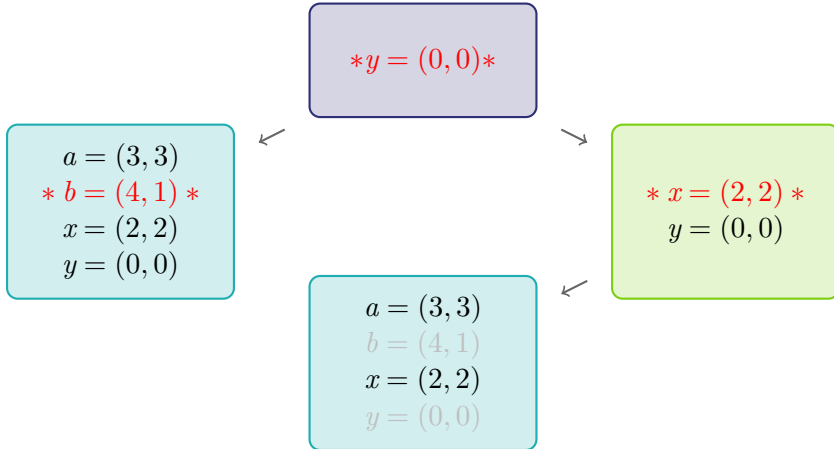 *y = (0, 0)*
a = (3, 3)
* b = (4, 1) *
x = (2, 2)
y = (0, 0)
* x = (2, 2) *
y = (0, 0)
a = (3, 3)
b = (4, 1)
x = (2, 2)
y = (0, 0)